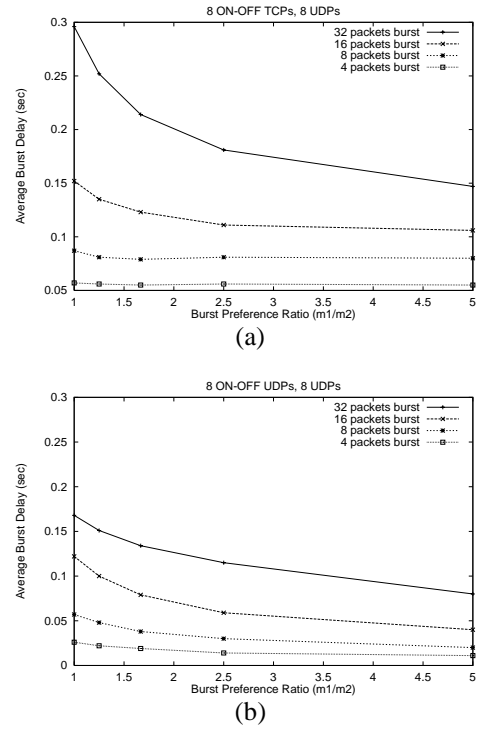 8 ON-OFF TCPs, 8 UDPs
0.3
0.25
0.2
0.15
0.1
0.05
Average Burst Delay (sec)
32 packets burst
16 packets burst
8 packets burst
4 packets burst
1 1.5 2 2.5 3 3.5 4 4.5 5
Burst Preference Ratio (m1/m2)
(a)
8 ON-OFF UDPs, 8 UDPs
0.3
0.25
0.2
0.15
0.1
0.05
0
Average Burst Delay (sec)
32 packets burst
16 packets burst
8 packets burst
4 packets burst
1 1.5 2 2.5 3 3.5 4 4.5 5
Burst Preference Ratio (m1/m2)
(b)